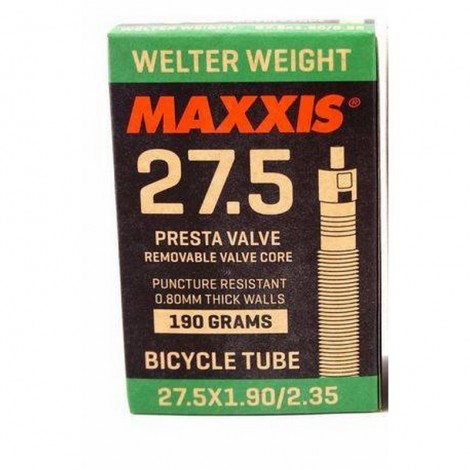 WELTER WEIGHT
MAXXIS®
27.5
PRESTA VALVE
REMOVABLE VALVE CORE
PUNCTURE RESISTANT
0.80MM THICK WALLS
190 GRAMS
BICYCLE TUBE
27.5X1.90/2.35